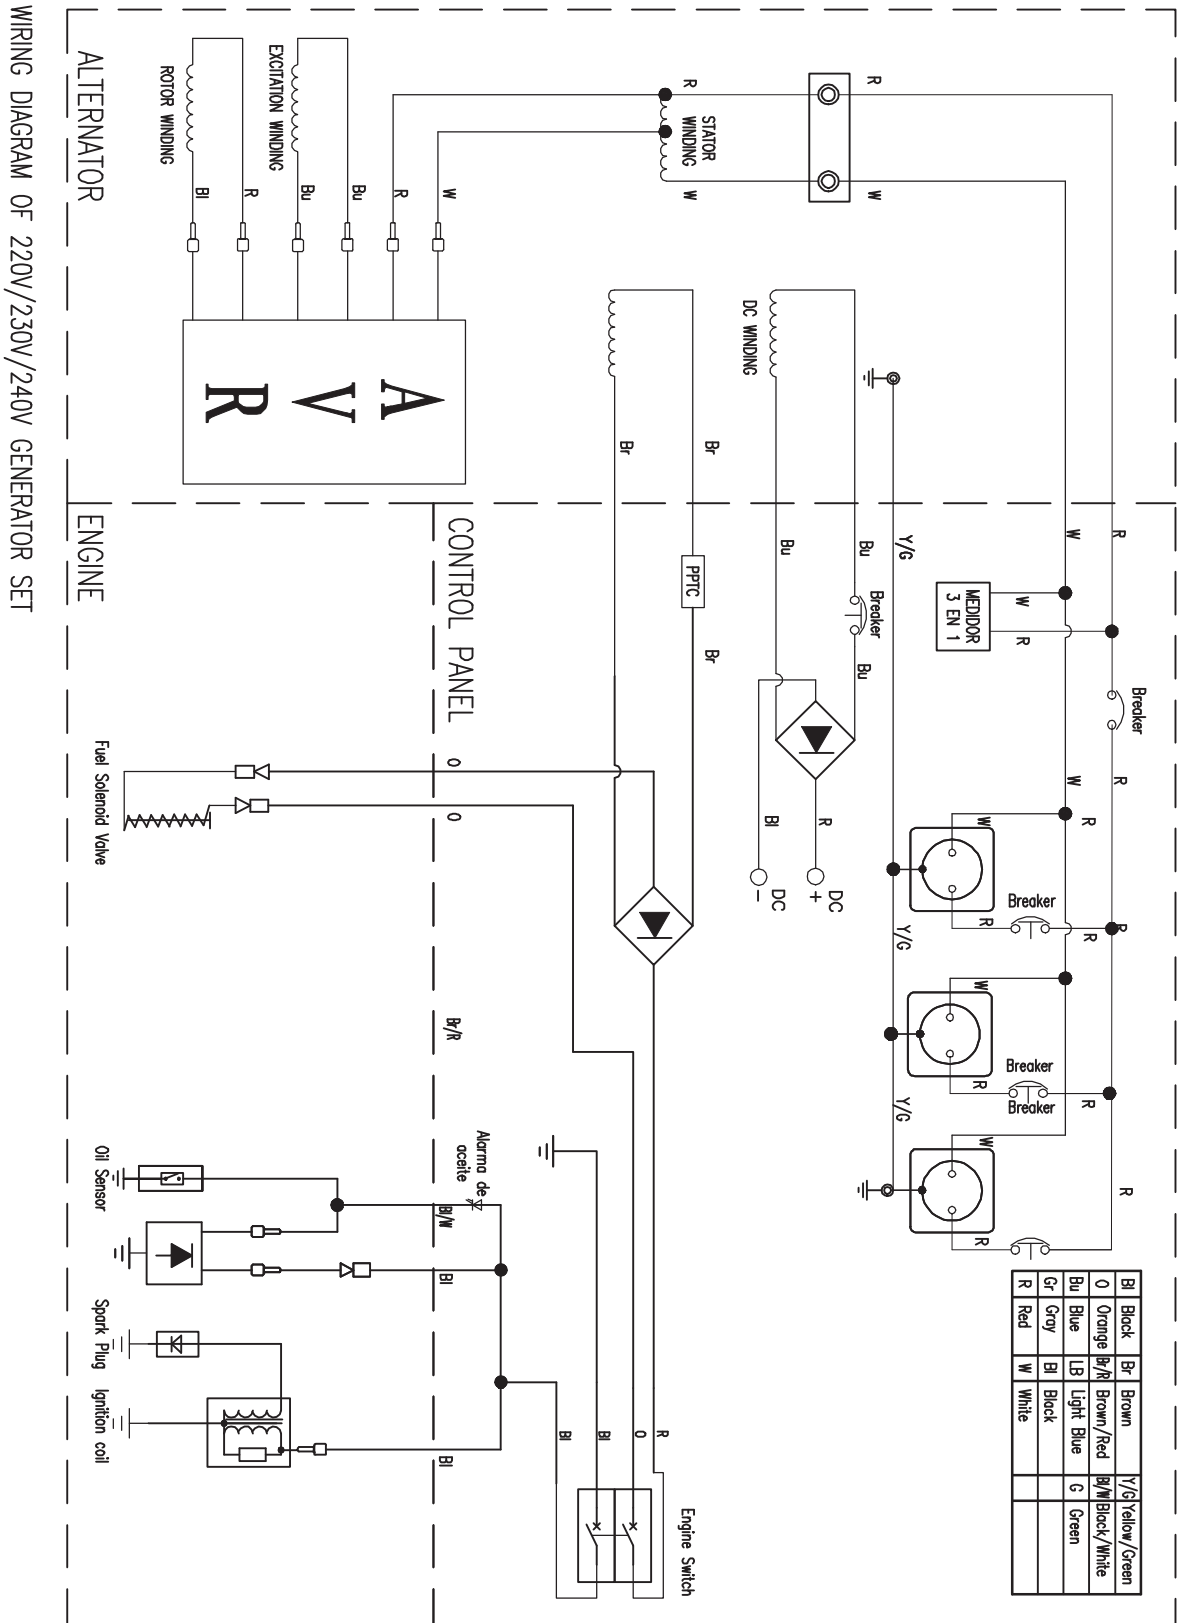 WIRING DIAGRAM OF 220V/230V/240V GENERATOR SET
ALTERNATOR
ROTOR WINDING
EXCITATION WINDING
STATOR
WINDING
DC WINDING
Bl
R
Bu
Bu
R
W
R
W
R
W
A
V
R
Br
Br
ENGINE
CONTROL PANEL
PPTC
Br
Bu
Bu
Breaker
Bu
Y/G
W
R
MEDIDOR
3 EN 1
W
R
Breaker
W
R
R
Bl
R
DC
-
DC
+
Fuel Solenoid Valve
O
O
W
R
Breaker
R
R
Y/G
W
R
Breaker
Breaker
R
Y/G
W
R
R
Br/R
Alarma de
aceite
Oil Sensor
Bl/W
Bl
Spark Plug
Ignition coil
Bl
Bl
Bl
O
R
Engine Switch
Bl Black Br Brown Y/G Yellow/Green
O Orange Br/R Brown/Red Bl/W Black/White
Bu Blue LB Light Blue G Green
Gr Gray Bl Black
R Red W White